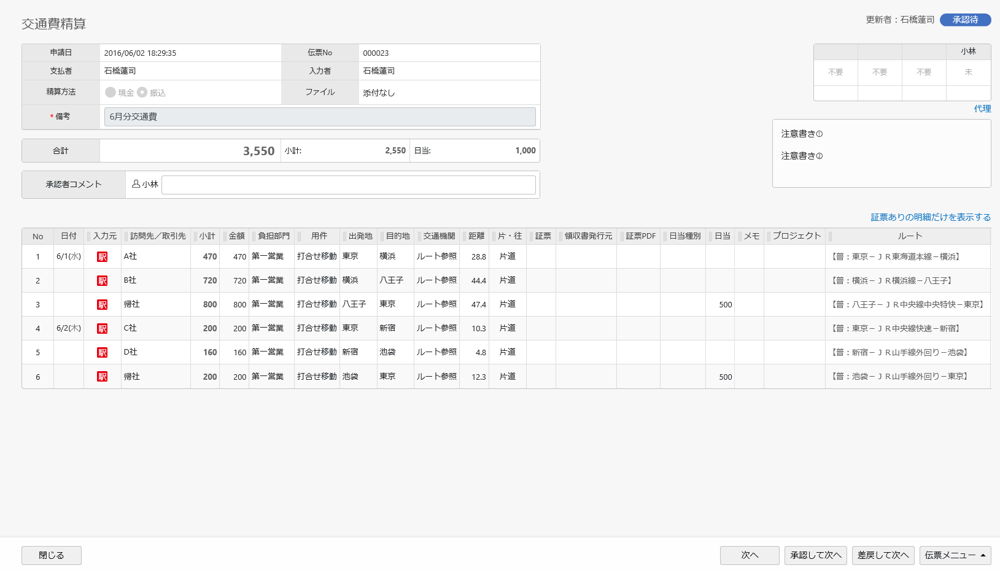 交通費精算
更新者：石橋蓮司 承認待
申請日 2016/06/02 18:29:35 伝票No 000023
支払者 石橋蓮司 入力者 石橋蓮司
精算方法 現金 振込 ファイル 添付なし
* 備考 6月分交通費
小林
不要 不要 不要 未
代理
注意書き①
注意書き②
合計 3,550 小計: 2,550 日当: 1,000
承認者コメント 小林
証票ありの明細だけを表示する
No 日付 入力元 訪問先／取引先 小計 金額 負担部門 用件 出発地 目的地 交通機関 距離 片・往 証票 領収書発行元 証票PDF 日当種別 日当 メモ プロジェクト ルート
1 6/1(水) 駅 A社 470 470 第一営業 打合せ移動 東京 横浜 ルート参照 28.8 片道 【普：東京－ＪＲ東海道本線－横浜】
2 駅 B社 720 720 第一営業 打合せ移動 横浜 八王子 ルート参照 44.4 片道 【普：横浜－ＪＲ横浜線－八王子】
3 駅 帰社 800 800 第一営業 打合せ移動 八王子 東京 ルート参照 47.4 片道 500 【普：八王子－ＪＲ中央線中央特快－東京】
4 6/2(木) 駅 C社 200 200 第一営業 打合せ移動 東京 新宿 ルート参照 10.3 片道 【普：東京－ＪＲ中央線快速－新宿】
5 駅 D社 160 160 第一営業 打合せ移動 新宿 池袋 ルート参照 4.8 片道 【普：新宿－ＪＲ山手線外回り－池袋】
6 駅 帰社 200 200 第一営業 打合せ移動 池袋 東京 ルート参照 12.3 片道 500 【普：池袋－ＪＲ山手線外回り－東京】
閉じる 次へ 承認して次へ 差戻して次へ 伝票メニュー